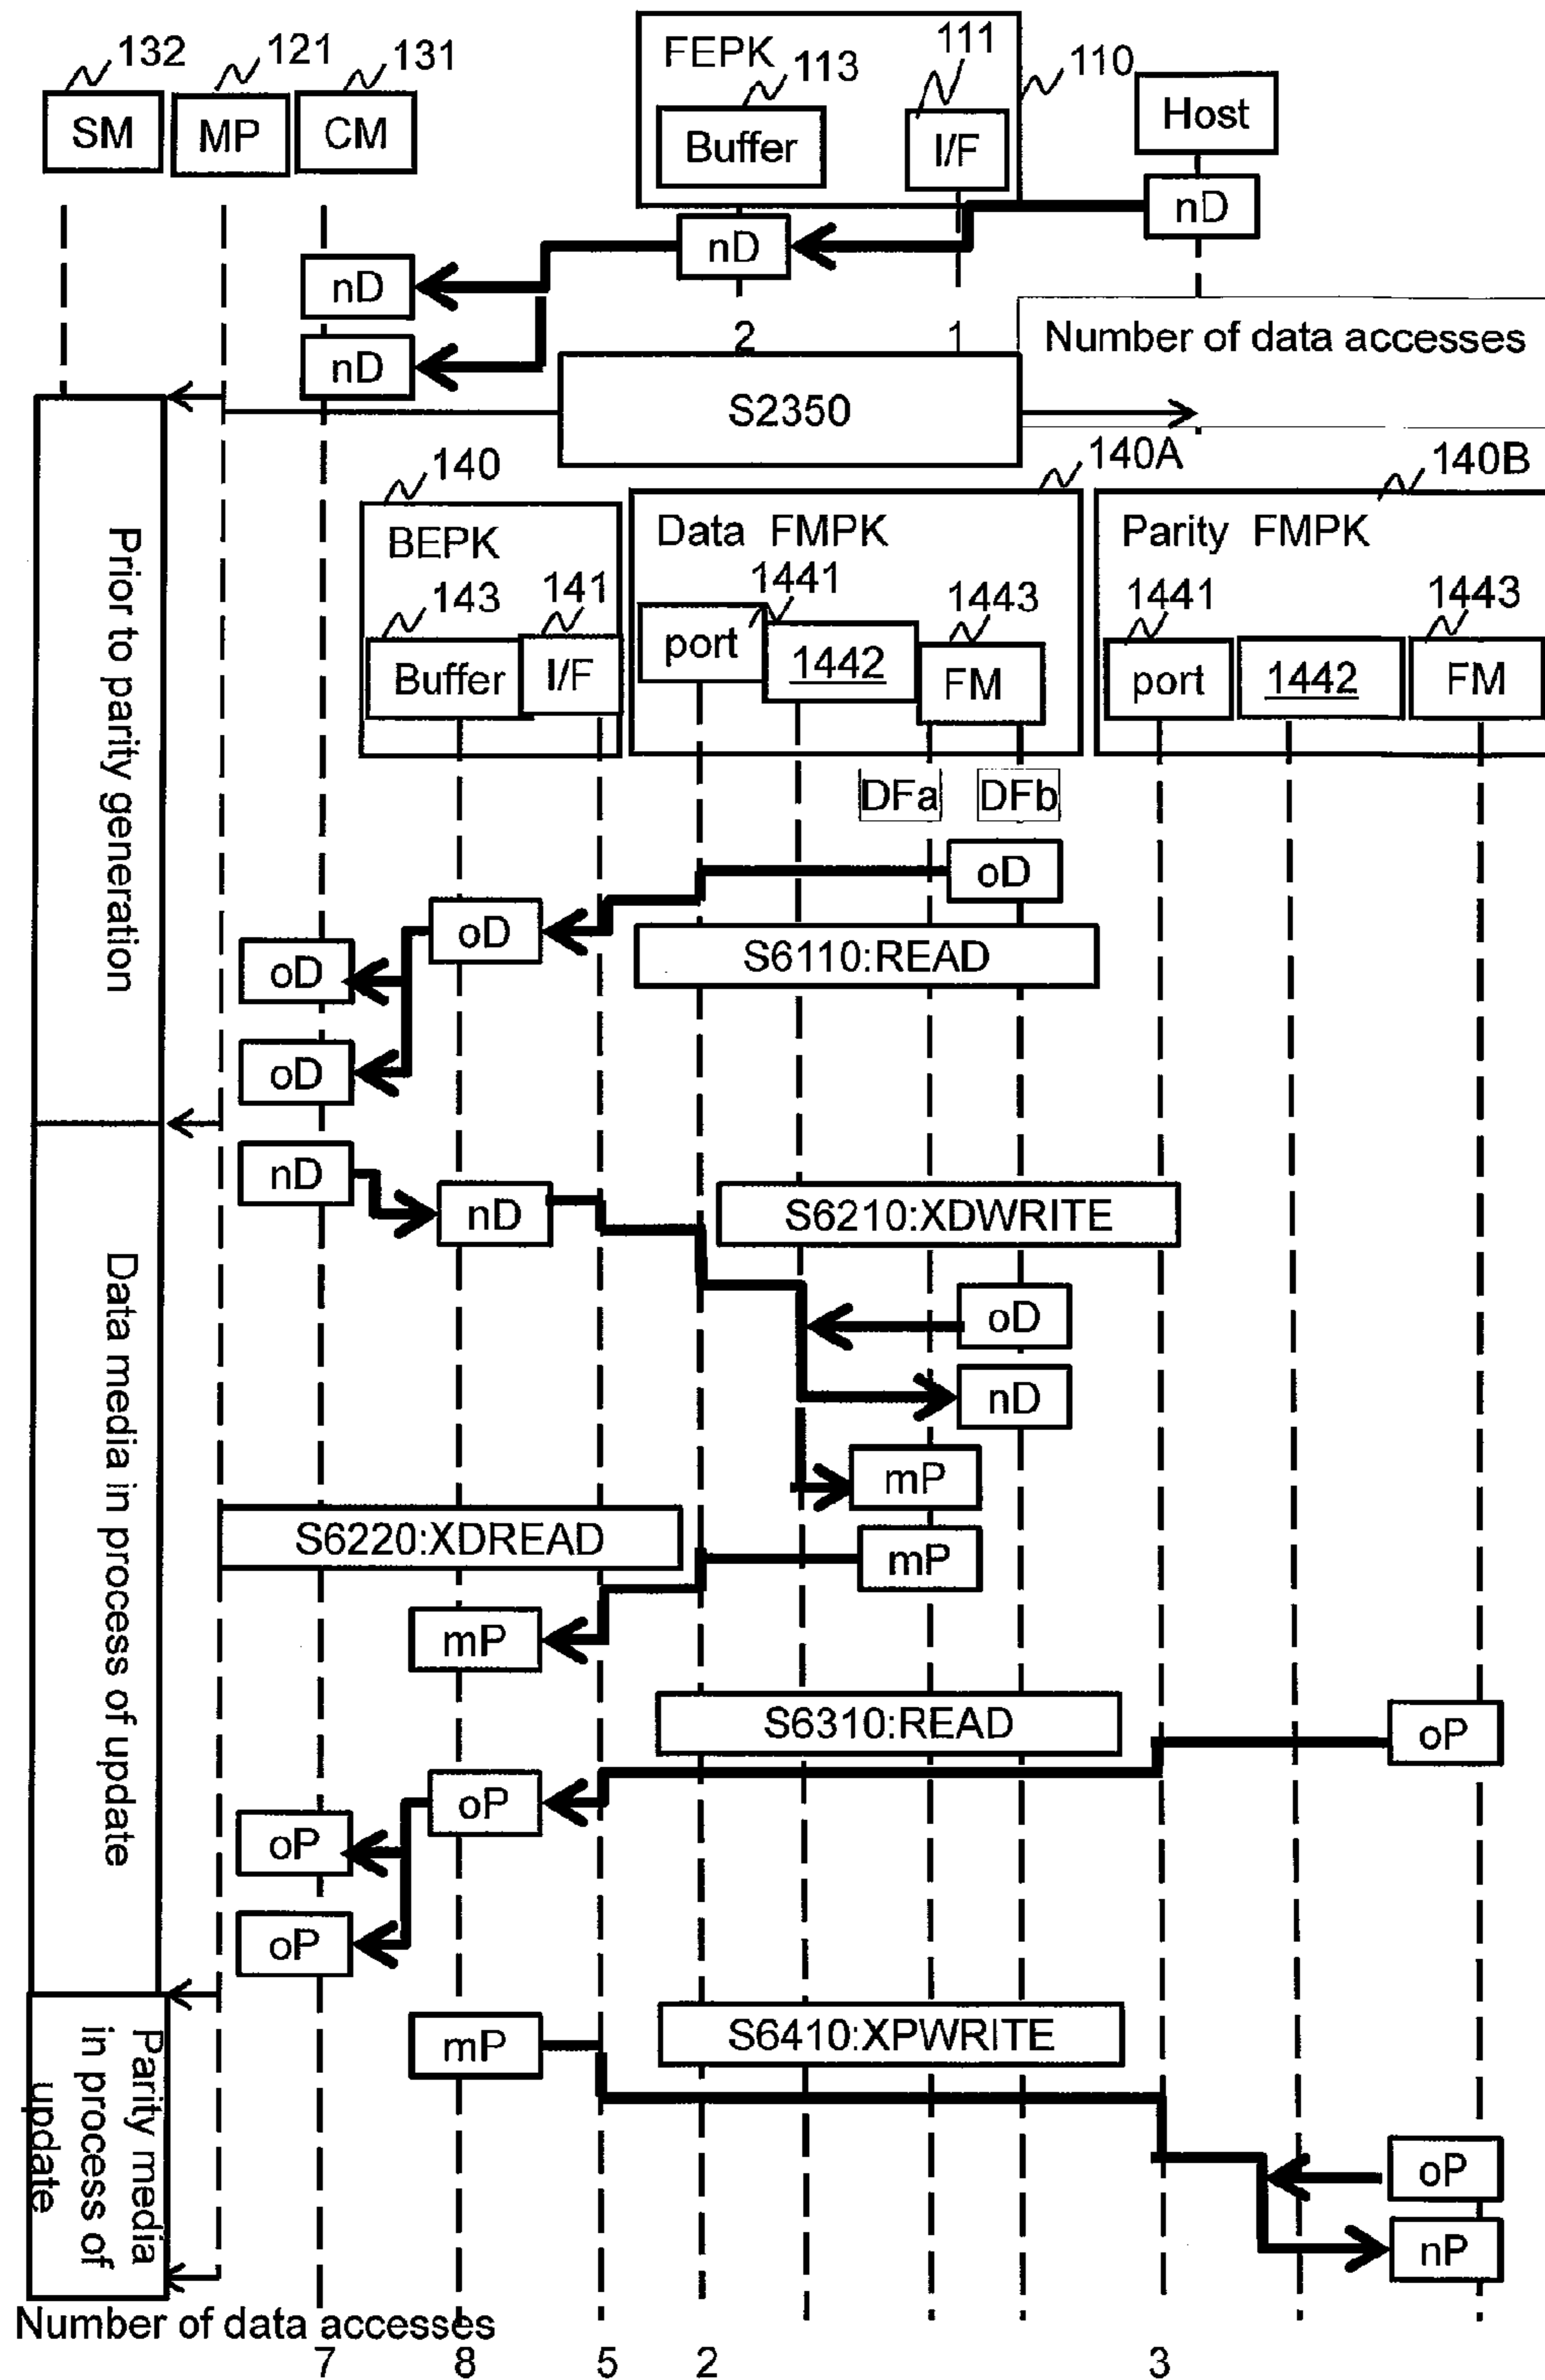 132
121
131
FEPK
113
111
110
SM
MP
CM
Buffer
I/F
Host
nD
nD
nD
nD
2
1
Number of data accesses
S2350
140
140A
140B
BEPK
Data FMPK
Parity FMPK
143
141
1441
1443
1441
1443
Buffer
I/F
port
1442
FM
port
1442
FM
DFa
DFb
Prior to parity generation
oD
oD
S6110:READ
oD
oD
nD
nD
S6210:XDWRITE
Data media in process of update
oD
nD
mP
S6220:XDREAD
mP
mP
S6310:READ
oP
oP
oP
oP
Parity media
in process of
update
mP
S6410:XPWRITE
oP
nP
Number of data accesses
7
8
5
2
3